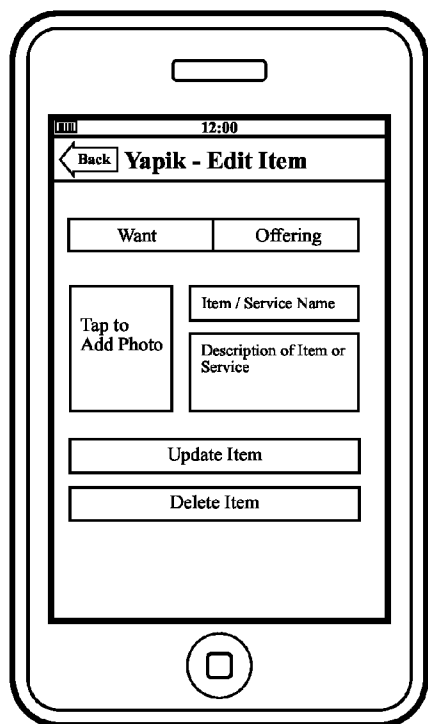 12:00
Back Yapik - Edit Item
Want Offering
Tap to
Add Photo
Item / Service Name
Description of Item or
Service
Update Item
Delete Item